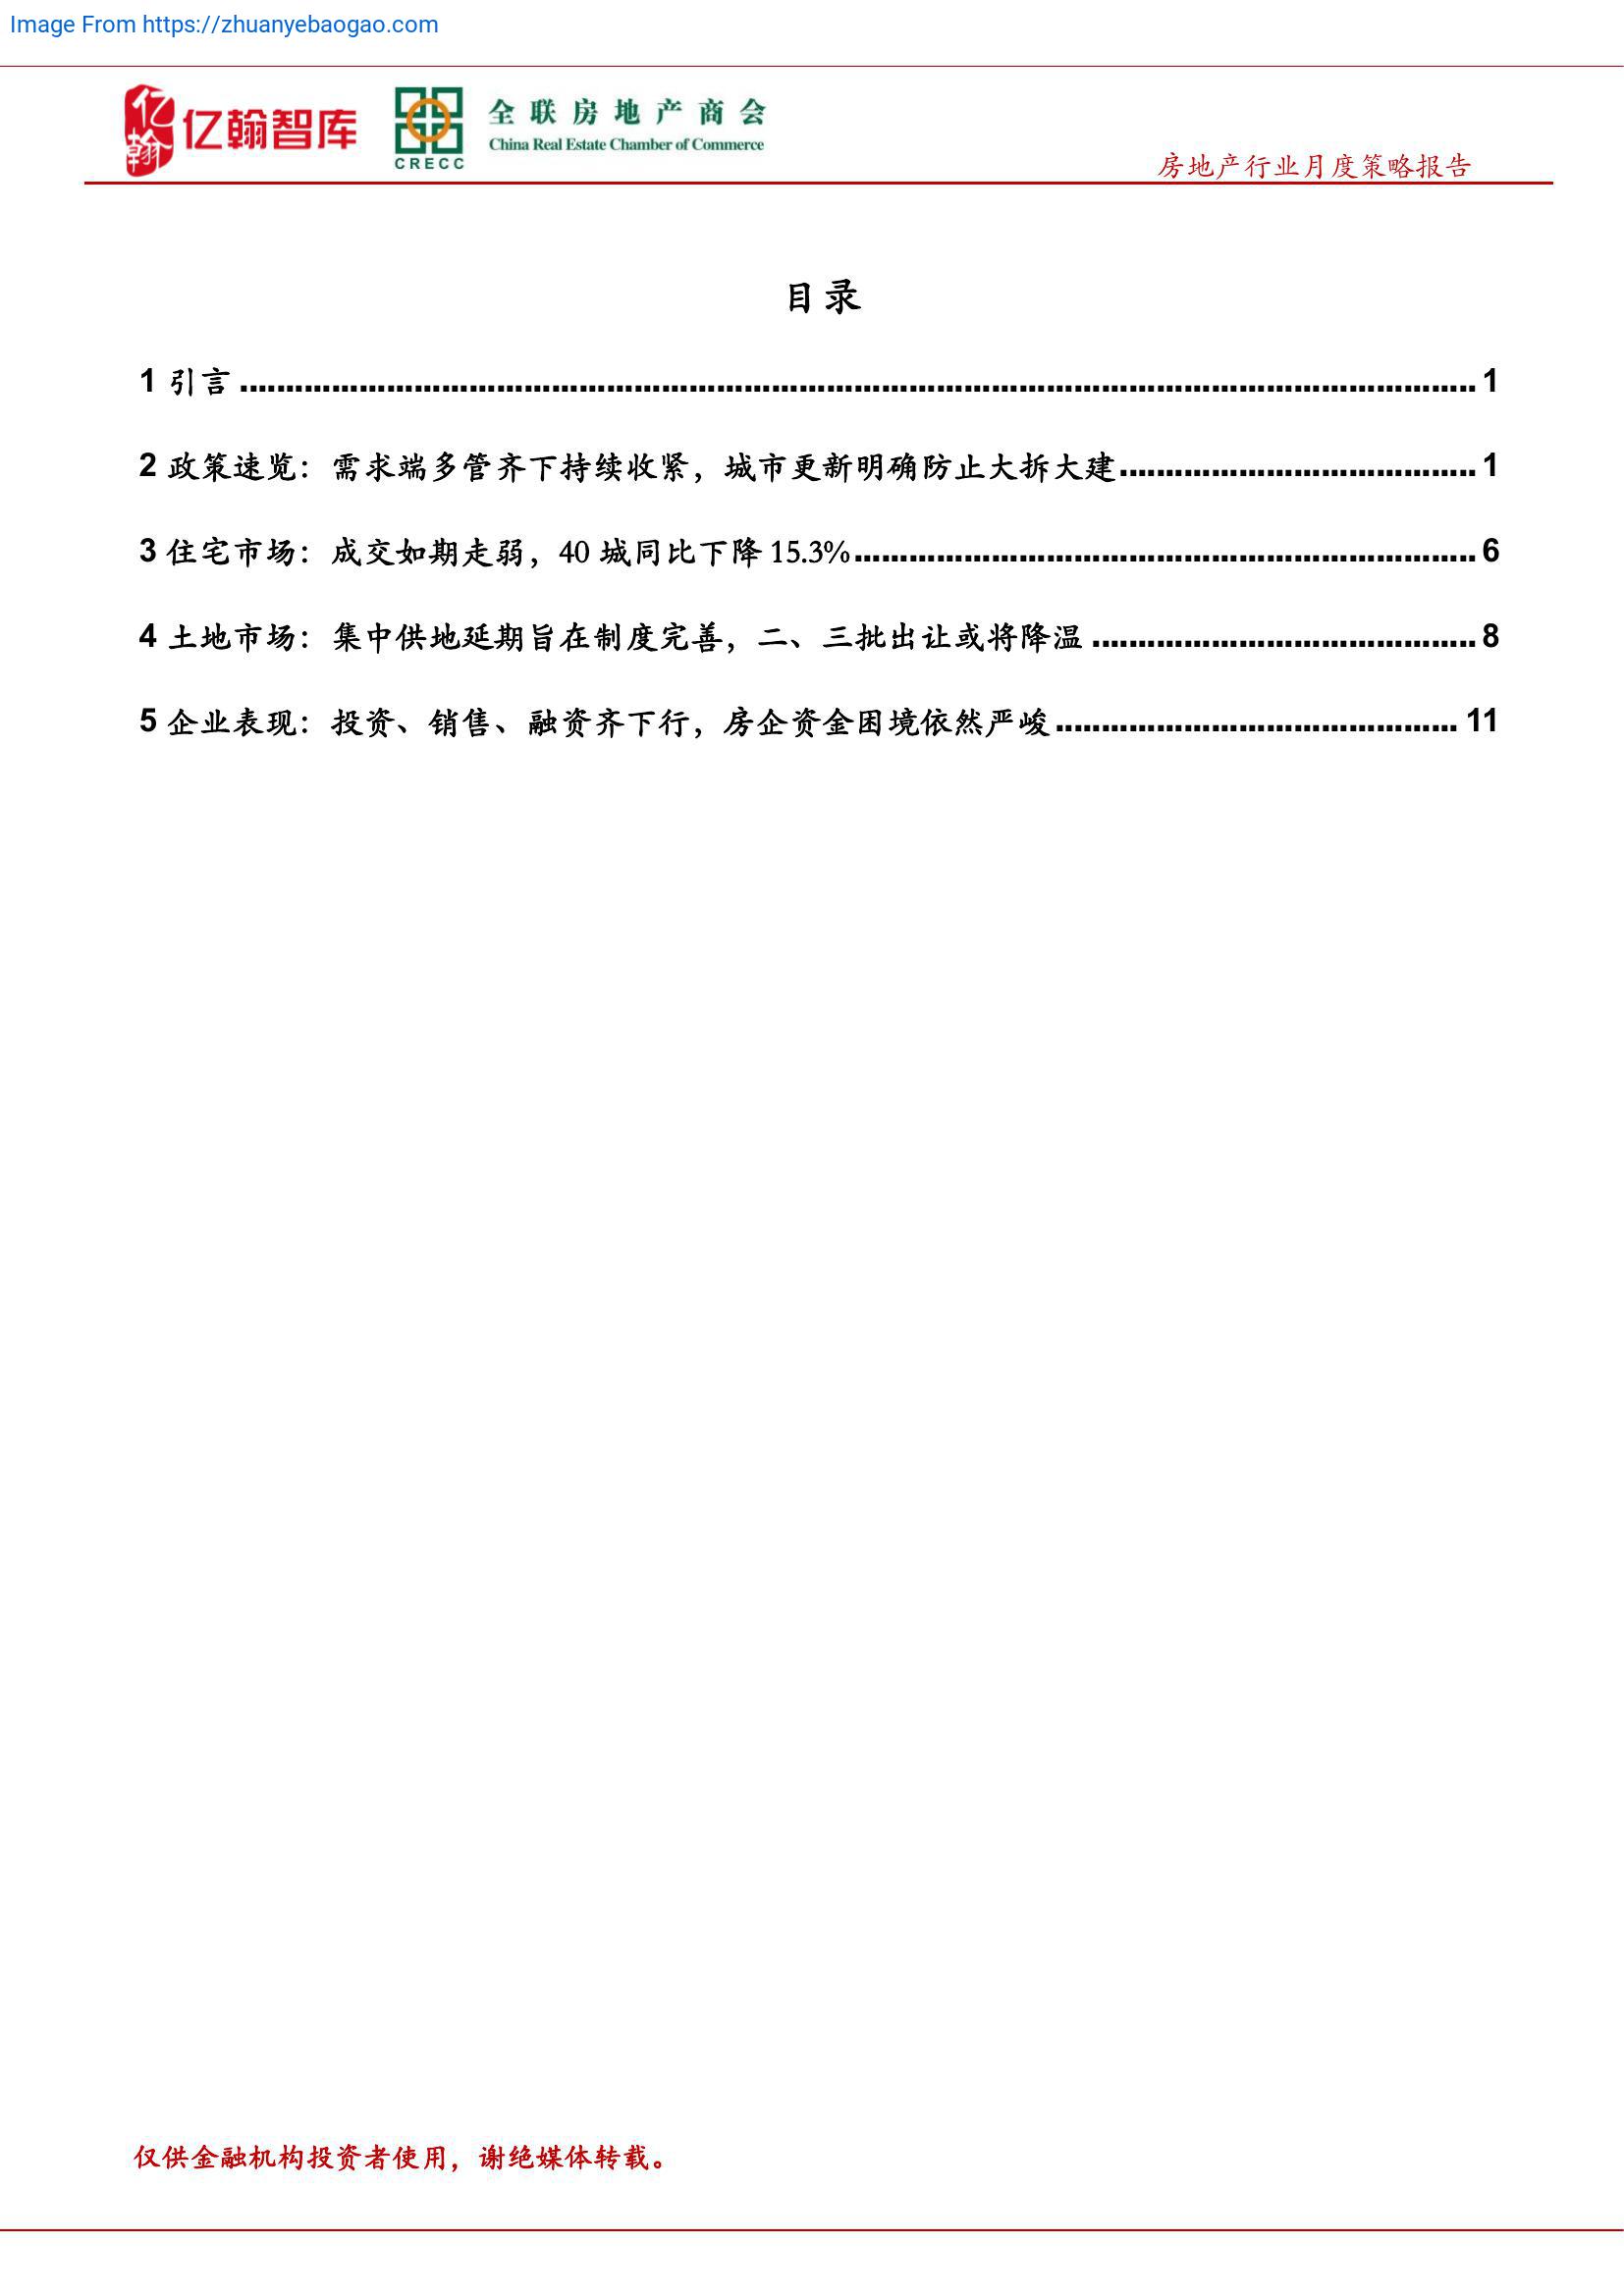 Image From https://zhuanyebaogao.com
亿翰 亿翰智库
全联房地产商会
China Real Estate Chamber of Commerce
CRECC
房地产行业月度策略报告
目录
1 引言 ........................................ 1
2 政策速览：需求端多管齐下持续收紧，城市更新明确防止大拆大建........................................ 1
3 住宅市场：成交如期走弱，40 城同比下降 15.3%........................................ 6
4 土地市场：集中供地延期旨在制度完善，二、三批出让或将降温 ........................................ 8
5 企业表现：投资、销售、融资齐下行，房企资金困境依然严峻........................................ 11
仅供金融机构投资者使用，谢绝媒体转载。